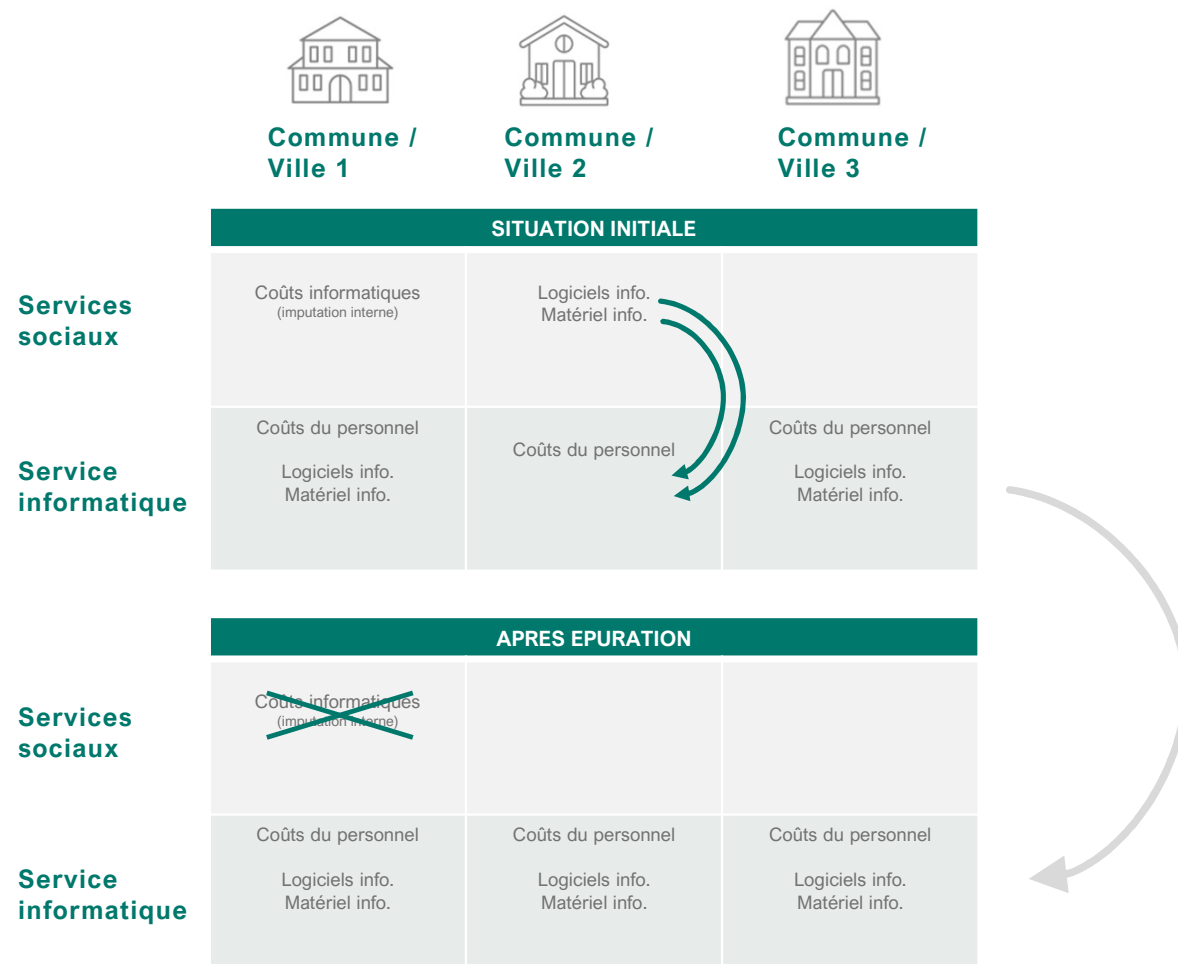 Commune /
Ville 1
Commune /
Ville 2
Commune /
Ville 3
SITUATION INITIALE
Services
sociaux
Coûts informatiques
(imputation interne)
Logiciels info.
Matériel info.
Service
informatique
Coûts du personnel
Logiciels info.
Matériel info.
Coûts du personnel
Coûts du personnel
Logiciels info.
Matériel info.
APRES EPURATION
Services
sociaux
Coûts informatiques
(imputation interne)
Service
informatique
Coûts du personnel
Logiciels info.
Matériel info.
Coûts du personnel
Logiciels info.
Matériel info.
Coûts du personnel
Logiciels info.
Matériel info.